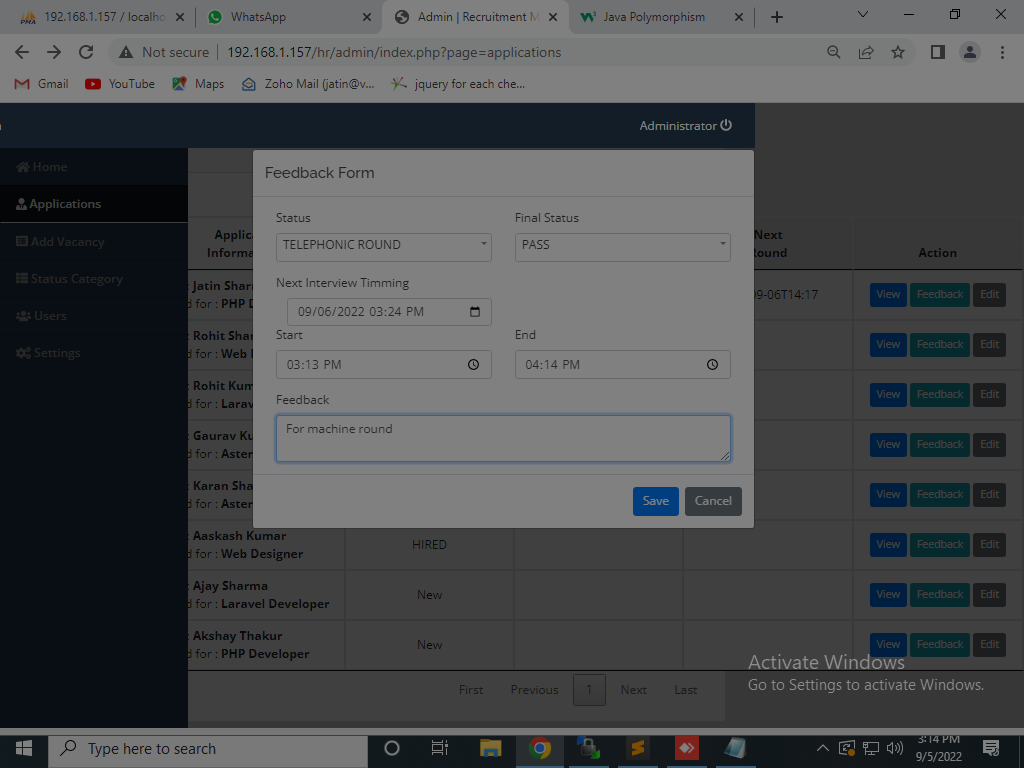 192.168.1.157 / localho
WhatsApp
Admin | Recruitment M
Java Polymorphism
Not secure
192.168.1.157/hr/admin/index.php?page=applications
Gmail
YouTube
Maps
Zoho Mail (jatin@v...
jquery for each che...
Administrator
Home
Applications
Add Vacancy
Status Category
Users
Settings
Feedback Form
Status
Final Status
TELEPHONIC ROUND
PASS
Next Interview Timming
09/06/2022 03:24 PM
Start
End
03:13 PM
04:14 PM
Feedback
For machine round
Save
Cancel
Applic
Informa
Next
ound
Action
: Jatin Shar
d for : PHP D
09-06T14:17
View Feedback Edit
: Rohit Shar
d for : Web
View Feedback Edit
: Rohit Kum
d for : Larav
View Feedback Edit
: Gaurav Ku
d for : Aster
View Feedback Edit
: Karan Sha
d for : Aster
View Feedback Edit
: Aaskash Kumar
d for : Web Designer
HIRED
View Feedback Edit
: Ajay Sharma
d for : Laravel Developer
New
View Feedback Edit
: Akshay Thakur
d for : PHP Developer
New
View Feedback Edit
First Previous 1 Next Last
Activate Windows
Go to Settings to activate Windows.
Type here to search
3:14 PM
9/5/2022